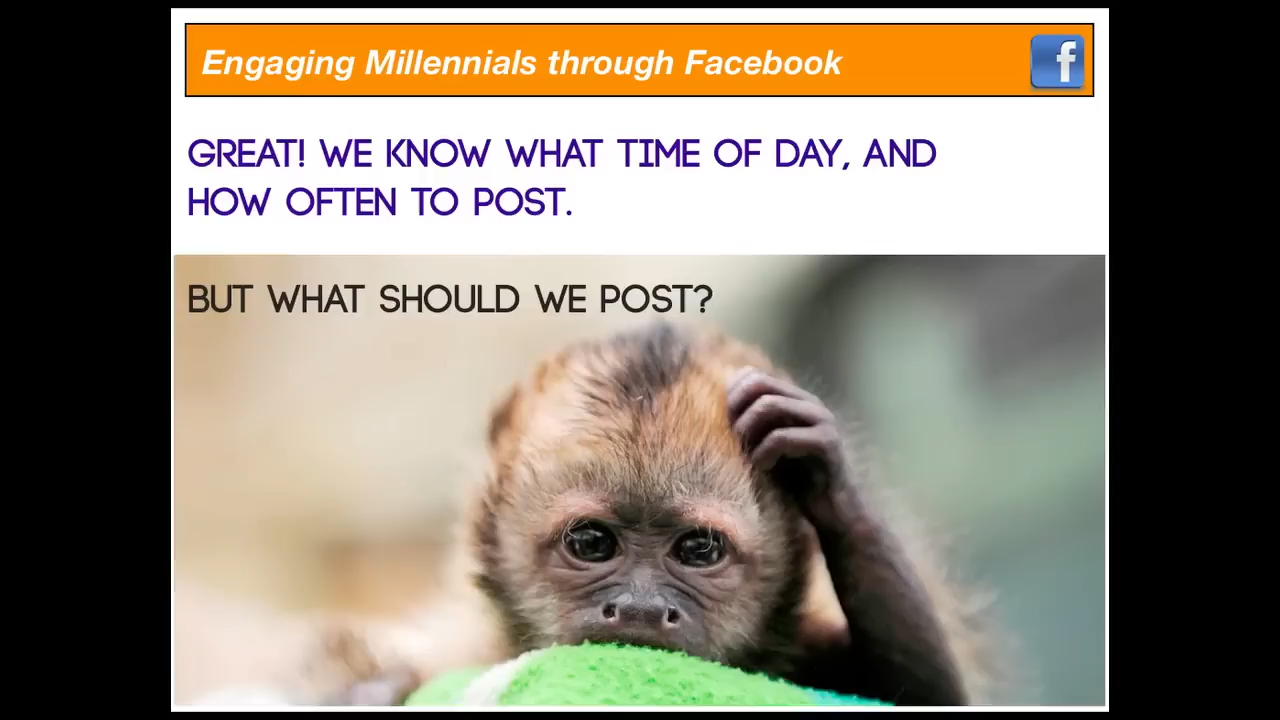 Engaging Millennials through Facebook
f
GREAT! WE KNOW WHAT TIME OF DAY, AND
HOW OFTEN TO POST.
BUT WHAT SHOULD WE POST?